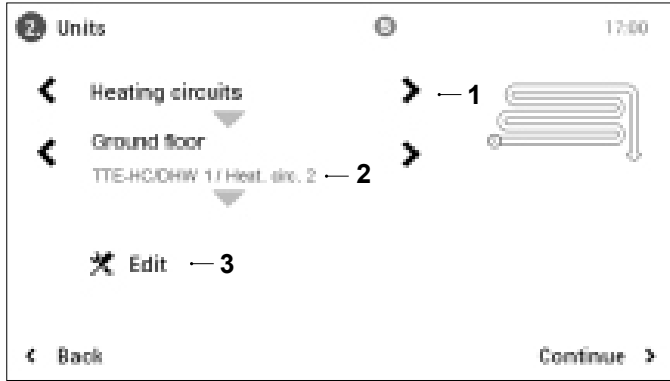 2. Units 17:00
Heating circuits 1
Ground floor
TTE-HC/DHW 1 / Heat. circ. 2 2
Edit 3
Back Continue